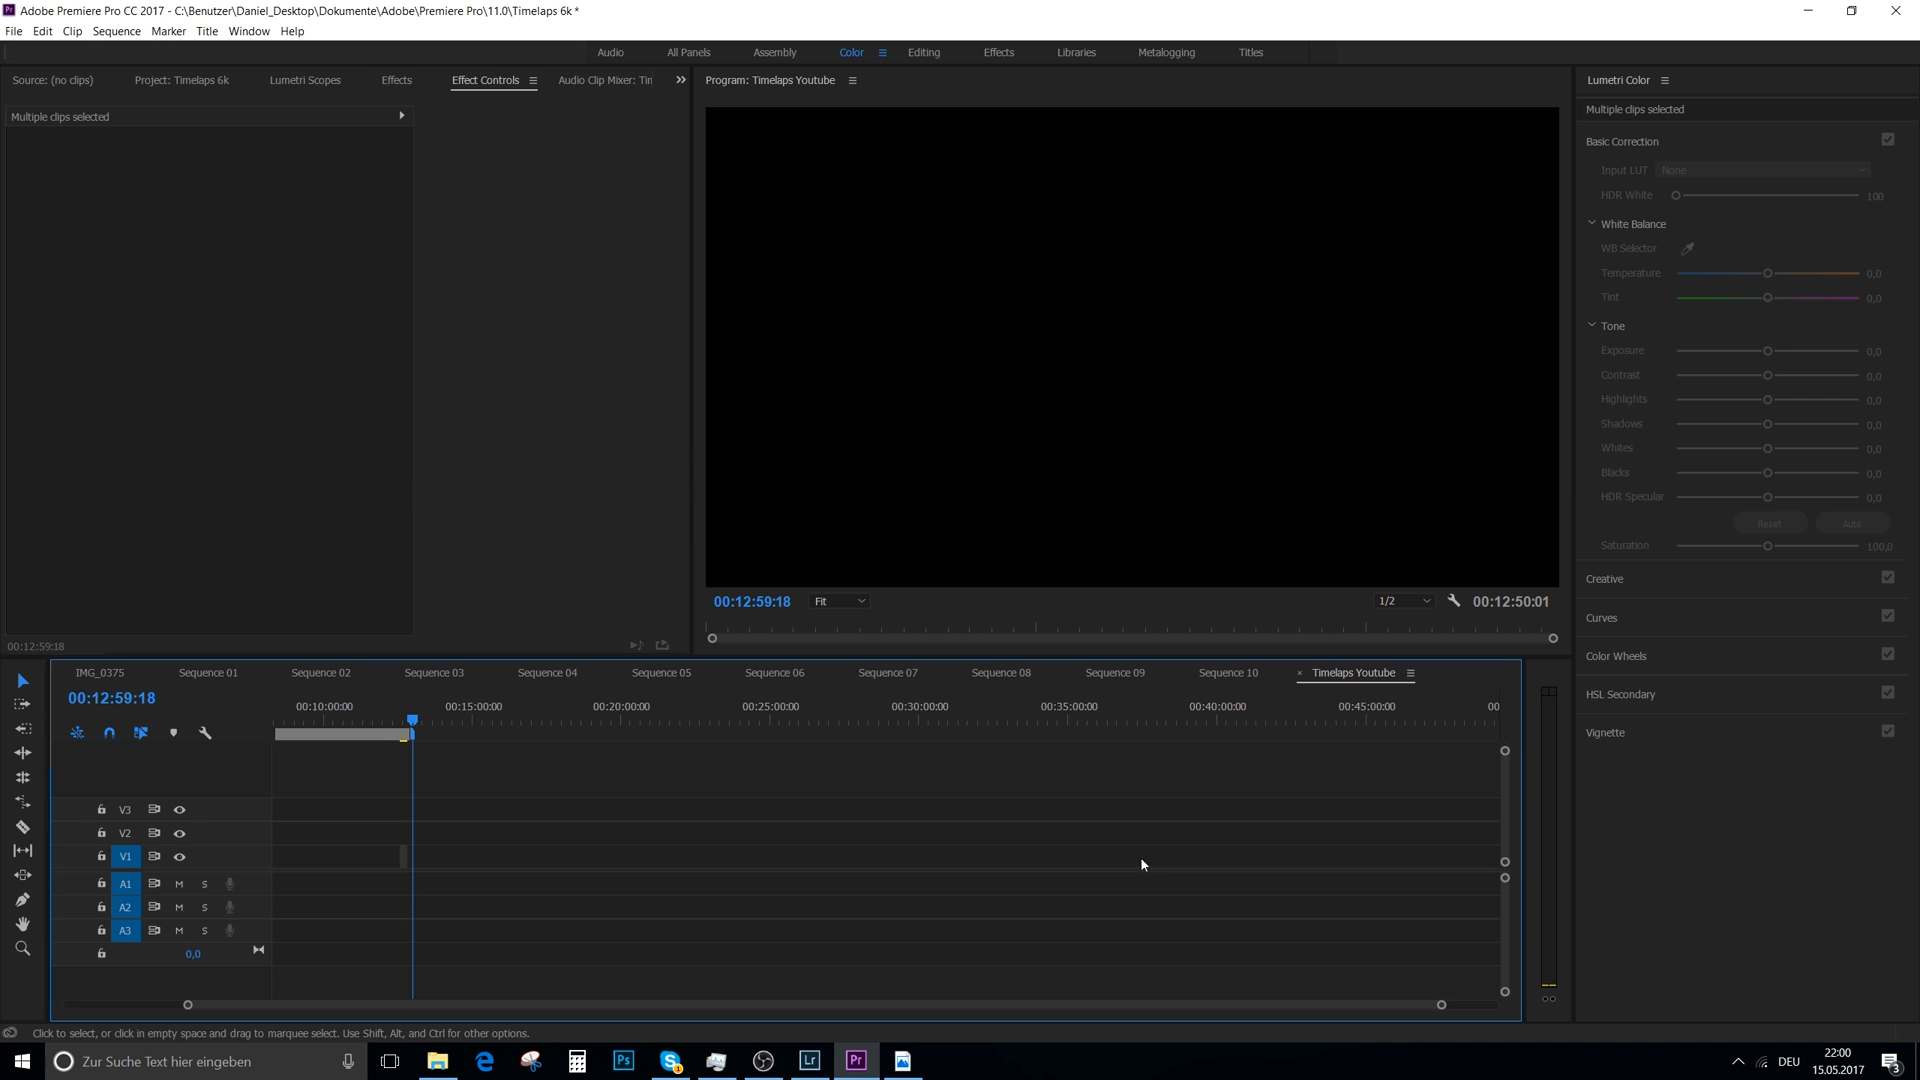 Adobe Premiere Pro CC 2017 - C:\Benutzer\Daniel_Desktop\Dokumente\Adobe\Premiere Pro\11.0\Timelaps 6k *
File Edit Clip Sequence Marker Title Window Help
Audio All Panels Assembly Color Editing Effects Libraries Metalogging Titles
Source: (no clips) Project: Timelaps 6k Lumetri Scopes Effects Effect Controls Audio Clip Mixer: Tin
Program: Timelaps Youtube
Lumetri Color
Multiple clips selected
Multiple clips selected
Basic Correction
Input LUT None
HDR White 100
White Balance
WB Selector
Temperature 0,0
Tint 0,0
Tone
Exposure 0,0
Contrast 0,0
Highlights 0,0
Shadows 0,0
Whites 0,0
Blacks 0,0
HDR Specular 0,0
Reset Auto
Saturation 100,0
Creative
Curves
Color Wheels
HSL Secondary
Vignette
00:12:59:18 Fit 1/2 00:12:50:01
00:12:59:18
IMG_0375 Sequence 01 Sequence 02 Sequence 03 Sequence 04 Sequence 05 Sequence 06 Sequence 07 Sequence 08 Sequence 09 Sequence 10 × Timelaps Youtube
00:12:59:18
00:10:00:00 00:15:00:00 00:20:00:00 00:25:00:00 00:30:00:00 00:35:00:00 00:40:00:00 00:45:00:00 00
V3
V2
V1
A1 M S
A2 M S
A3 M S
0,0
Click to select, or click in empty space and drag to marquee select. Use Shift, Alt, and Ctrl for other options.
Zur Suche Text hier eingeben
Ps
S
1
Lr
Pr
DEU
22:00
15.05.2017
3